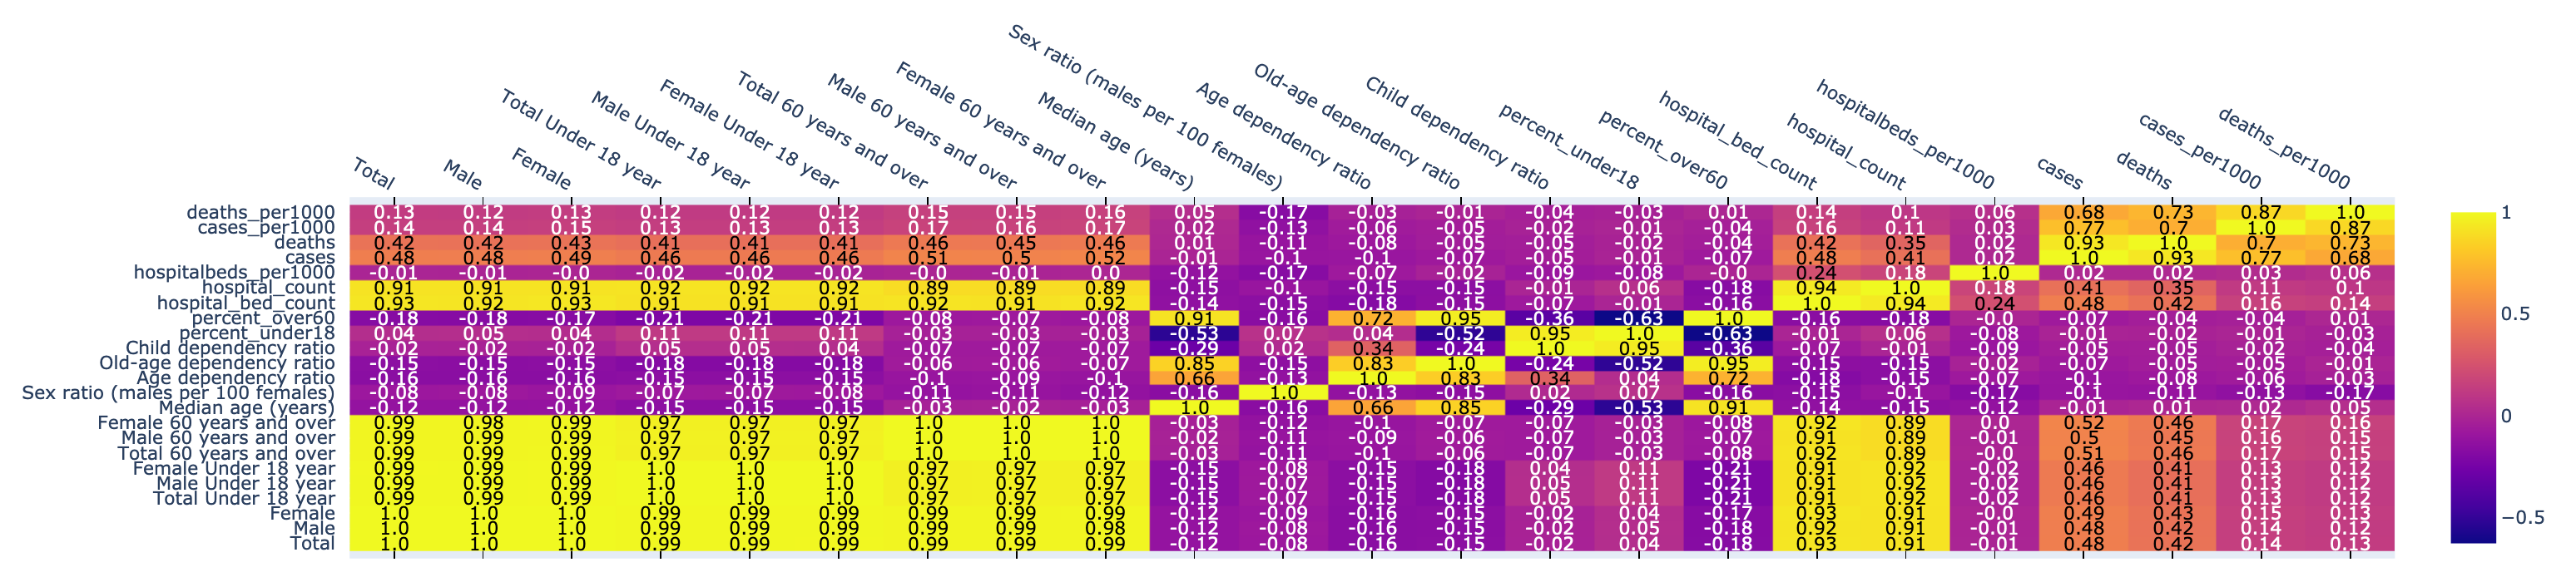 Total
Male
Female
Total Under 18 year
Male Under 18 year
Female Under 18 year
Total 60 years and over
Male 60 years and over
Female 60 years and over
Median age (years)
Sex ratio (males per 100 females)
Age dependency ratio
Old-age dependency ratio
Child dependency ratio
percent_under18
percent_over60
hospital_bed_count
hospital_count
hospitalbeds_per1000
cases
deaths
cases_per1000
deaths_per1000
deaths_per1000 0.13 0.12 0.13 0.12 0.12 0.12 0.15 0.15 0.16 0.05 -0.17 -0.03 -0.01 -0.04 -0.03 0.01 0.14 0.1 0.06 0.68 0.73 0.87 1.0
cases_per1000 0.14 0.14 0.15 0.13 0.13 0.13 0.17 0.16 0.17 0.02 -0.13 -0.06 -0.05 -0.02 -0.01 -0.04 0.16 0.11 0.03 0.77 0.7 1.0 0.87
deaths 0.42 0.42 0.43 0.41 0.41 0.41 0.46 0.45 0.46 0.01 -0.11 -0.08 -0.05 -0.05 -0.02 -0.04 0.42 0.35 0.02 0.93 1.0 0.7 0.73
cases 0.48 0.48 0.49 0.46 0.46 0.46 0.51 0.5 0.52 -0.01 -0.1 -0.1 -0.07 -0.05 -0.01 -0.07 0.48 0.41 0.02 1.0 0.93 0.77 0.68
hospitalbeds_per1000 -0.01 -0.01 -0.0 -0.02 -0.02 -0.02 -0.0 -0.01 0.0 -0.12 -0.17 -0.07 -0.02 -0.09 -0.08 -0.0 0.24 0.18 1.0 0.02 0.02 0.03 0.06
hospital_count 0.91 0.91 0.91 0.92 0.92 0.92 0.89 0.89 0.89 -0.15 -0.1 -0.15 -0.15 -0.01 0.06 -0.18 0.94 1.0 0.18 0.41 0.35 0.11 0.1
hospital_bed_count 0.93 0.92 0.93 0.91 0.91 0.91 0.92 0.91 0.92 -0.14 -0.15 -0.18 -0.15 -0.07 -0.01 -0.16 1.0 0.94 0.24 0.48 0.42 0.16 0.14
percent_over60 -0.18 -0.18 -0.17 -0.21 -0.21 -0.21 -0.08 -0.07 -0.08 0.91 -0.16 0.72 0.95 -0.36 -0.63 1.0 -0.16 -0.18 -0.0 -0.07 -0.04 -0.04 0.01
percent_under18 0.04 0.05 0.04 0.11 0.11 0.11 -0.03 -0.03 -0.03 -0.53 0.07 0.04 -0.52 0.95 1.0 -0.63 -0.01 0.06 -0.08 -0.01 -0.02 -0.01 -0.03
Child dependency ratio -0.02 -0.02 -0.02 0.05 0.05 0.04 -0.07 -0.07 -0.07 -0.29 0.02 0.34 -0.24 1.0 0.95 -0.36 -0.07 -0.01 -0.09 -0.05 -0.05 -0.02 -0.04
Old-age dependency ratio -0.15 -0.15 -0.15 -0.18 -0.18 -0.18 -0.06 -0.06 -0.07 0.85 -0.15 0.83 1.0 -0.24 -0.52 0.95 -0.15 -0.15 -0.02 -0.07 -0.05 -0.05 -0.01
Age dependency ratio -0.16 -0.16 -0.16 -0.15 -0.15 -0.15 -0.1 -0.09 -0.1 0.66 -0.13 1.0 0.83 0.34 0.04 0.72 -0.18 -0.15 -0.07 -0.1 -0.08 -0.06 -0.03
Sex ratio (males per 100 females) -0.08 -0.08 -0.09 -0.07 -0.07 -0.08 -0.11 -0.11 -0.12 -0.16 1.0 -0.13 -0.15 0.02 0.07 -0.16 -0.15 -0.1 -0.17 -0.1 -0.11 -0.13 -0.17
Median age (years) -0.12 -0.12 -0.12 -0.15 -0.15 -0.15 -0.03 -0.02 -0.03 1.0 -0.16 0.66 0.85 -0.29 -0.53 0.91 -0.14 -0.15 -0.12 -0.01 0.01 0.02 0.05
Female 60 years and over 0.99 0.98 0.99 0.97 0.97 0.97 1.0 1.0 1.0 -0.03 -0.12 -0.1 -0.07 -0.07 -0.03 -0.08 0.92 0.89 0.0 0.52 0.46 0.17 0.16
Male 60 years and over 0.99 0.99 0.99 0.97 0.97 0.97 1.0 1.0 1.0 -0.02 -0.11 -0.09 -0.06 -0.07 -0.03 -0.07 0.91 0.89 -0.01 0.5 0.45 0.16 0.15
Total 60 years and over 0.99 0.99 0.99 0.97 0.97 0.97 1.0 1.0 1.0 -0.03 -0.11 -0.1 -0.06 -0.07 -0.03 -0.08 0.92 0.89 -0.0 0.51 0.46 0.17 0.15
Female Under 18 year 0.99 0.99 0.99 1.0 1.0 1.0 0.97 0.97 0.97 -0.15 -0.08 -0.15 -0.18 0.04 0.11 -0.21 0.91 0.92 -0.02 0.46 0.41 0.13 0.12
Male Under 18 year 0.99 0.99 0.99 1.0 1.0 1.0 0.97 0.97 0.97 -0.15 -0.07 -0.15 -0.18 0.05 0.11 -0.21 0.91 0.92 -0.02 0.46 0.41 0.13 0.12
Total Under 18 year 0.99 0.99 0.99 1.0 1.0 1.0 0.97 0.97 0.97 -0.15 -0.07 -0.15 -0.18 0.05 0.11 -0.21 0.91 0.92 -0.02 0.46 0.41 0.13 0.12
Female 1.0 1.0 1.0 0.99 0.99 0.99 0.99 0.99 0.99 -0.12 -0.09 -0.16 -0.15 -0.02 0.04 -0.17 0.93 0.91 -0.0 0.49 0.43 0.15 0.13
Male 1.0 1.0 1.0 0.99 0.99 0.99 0.99 0.99 0.98 -0.12 -0.08 -0.16 -0.15 -0.02 0.05 -0.18 0.92 0.91 -0.01 0.48 0.42 0.14 0.12
Total 1.0 1.0 1.0 0.99 0.99 0.99 0.99 0.99 0.99 -0.12 -0.08 -0.16 -0.15 -0.02 0.04 -0.18 0.93 0.91 -0.01 0.48 0.42 0.14 0.13
1
0.5
0
−0.5